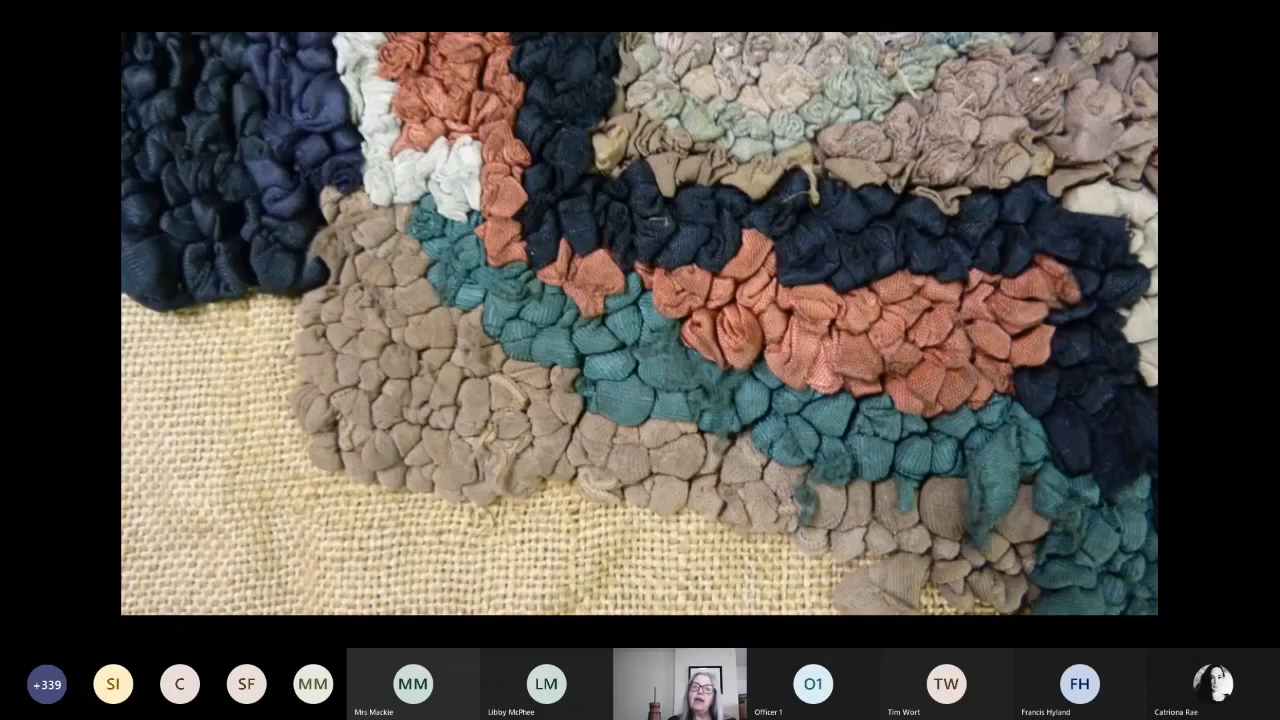 +339
SI
C
SF
MM
MM
LM
O1
TW
FH
Mrs Mackie
Libby McPhee
Officer 1
Tim Wort
Francis Hyland
Catriona Rae